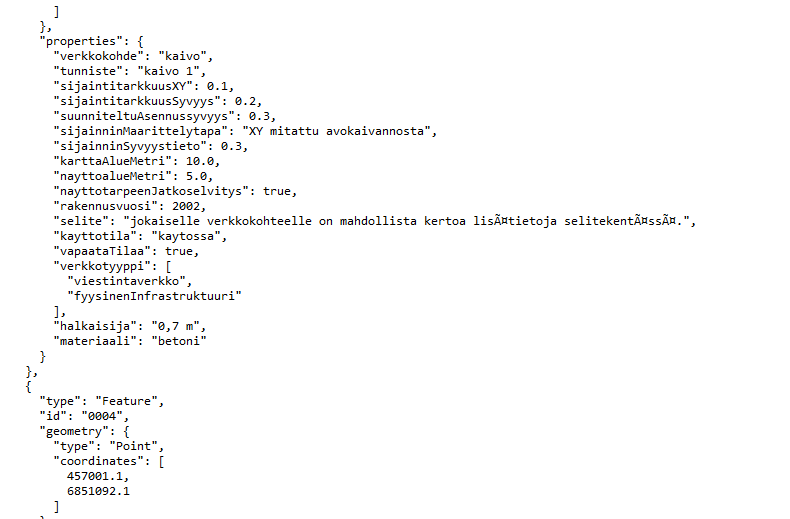 ]
},
"properties": {
"verkkokohde": "kaivo",
"tunniste": "kaivo 1",
"sijaintitarkkuusXY": 0.1,
"sijaintitarkkuusSyvyys": 0.2,
"suunniteltuAsennussyvyys": 0.3,
"sijainninMaarittelytapa": "XY mitattu avokaivannosta",
"sijainninSyvyystieto": 0.3,
"karttaAlueMetri": 10.0,
"nayttoalueMetri": 5.0,
"nayttotarpeenJatkoselvitys": true,
"rakennusvuosi": 2002,
"selite": "jokaiselle verkkokohteelle on mahdollista kertoa lisÃ¤tietoja selitekentÃ¤ssÃ¤.",
"kayttotila": "kaytossa",
"vapaataTilaa": true,
"verkkotyyppi": [
"viestintaverkko",
"fyysinenInfrastruktuuri"
],
"halkaisija": "0,7 m",
"materiaali": "betoni"
}
},
{
"type": "Feature",
"id": "0004",
"geometry": {
"type": "Point",
"coordinates": [
457001.1,
6851092.1
]